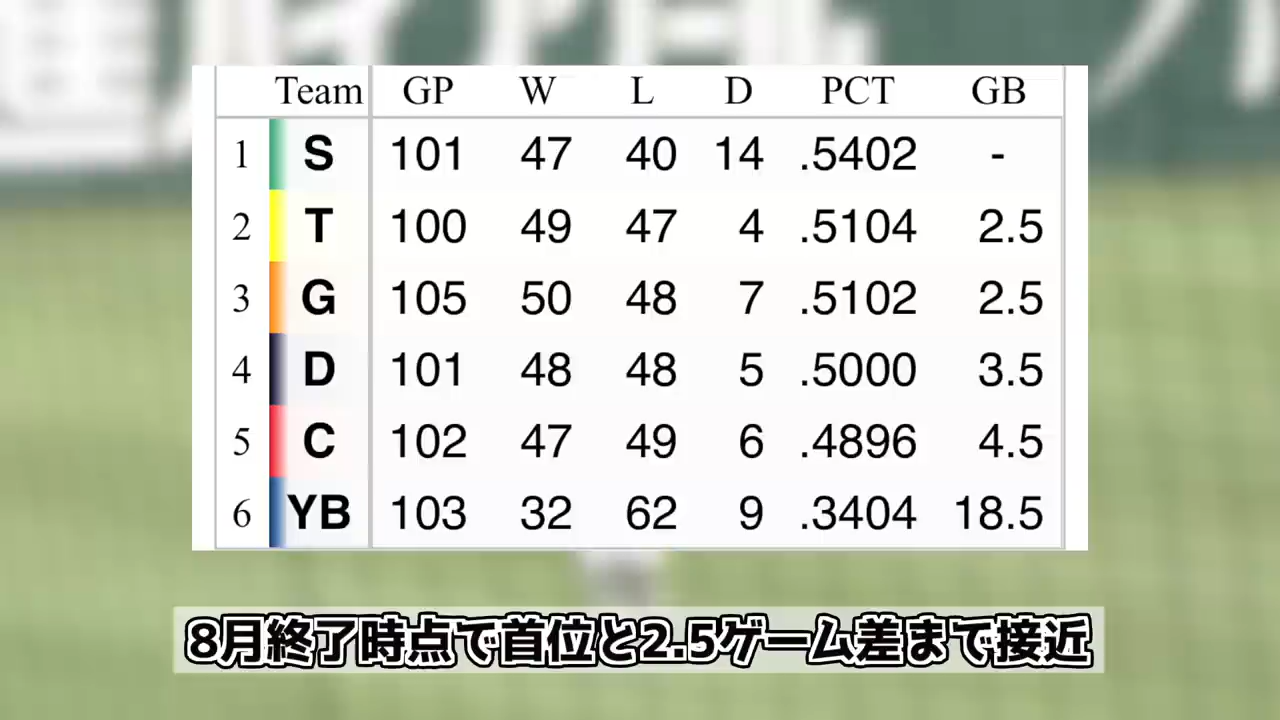 Team GP W L D PCT GB
1 S 101 47 40 14 .5402 -
2 T 100 49 47 4 .5104 2.5
3 G 105 50 48 7 .5102 2.5
4 D 101 48 48 5 .5000 3.5
5 C 102 47 49 6 .4896 4.5
6 YB 103 32 62 9 .3404 18.5
8月終了時点で首位と2.5ゲーム差まで接近